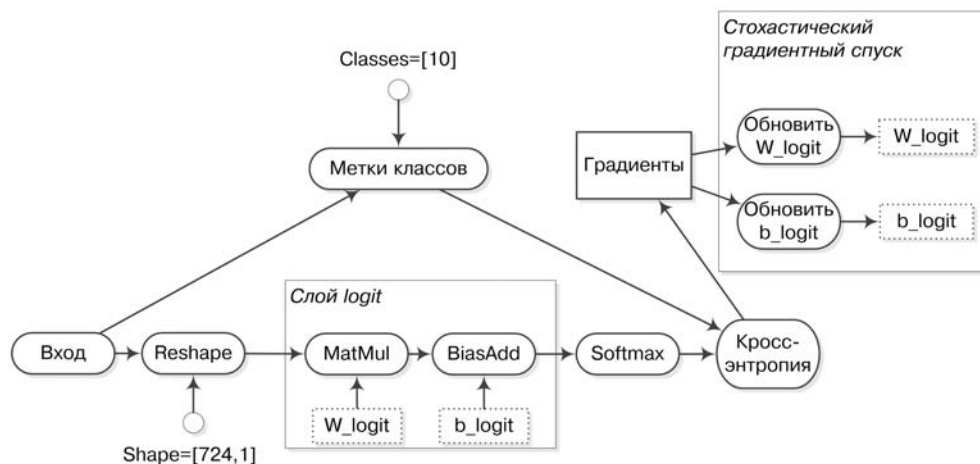 Стохастический
градиентный спуск
Classes=[10]
Обновить
W_logit
W_logit
Метки классов
Градиенты
Обновить
b_logit
b_logit
Слой logit
Вход
Reshape
MatMul
BiasAdd
Softmax
Кросс-
энтропия
W_logit
b_logit
Shape=[724,1]